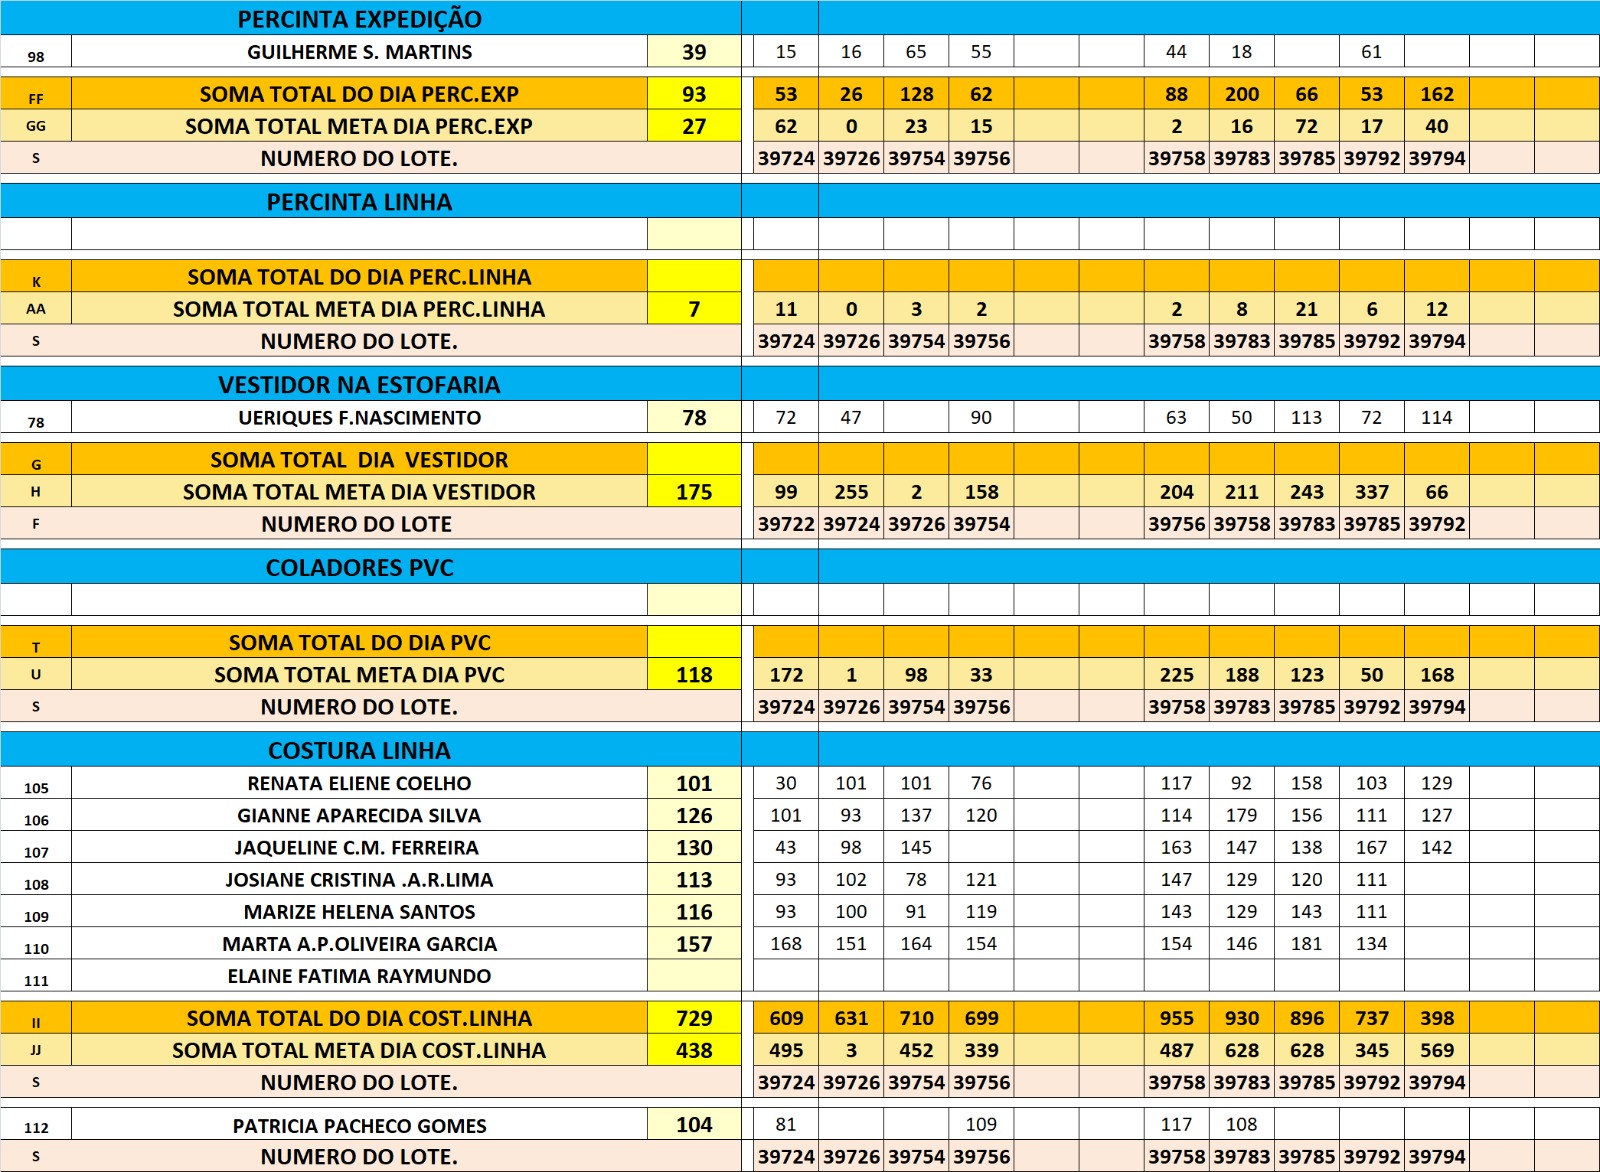 PERCINTA EXPEDIÇÃO
98 GUILHERME S. MARTINS 39 15 16 65 55 44 18 61
FF SOMA TOTAL DO DIA PERC.EXP 93 53 26 128 62 88 200 66 53 162
GG SOMA TOTAL META DIA PERC.EXP 27 62 0 23 15 2 16 72 17 40
S NUMERO DO LOTE. 39724 39726 39754 39756 39758 39783 39785 39792 39794
PERCINTA LINHA
K SOMA TOTAL DO DIA PERC.LINHA
AA SOMA TOTAL META DIA PERC.LINHA 7 11 0 3 2 2 8 21 6 12
S NUMERO DO LOTE. 39724 39726 39754 39756 39758 39783 39785 39792 39794
VESTIDOR NA ESTOFARIA
78 UERIQUES F.NASCIMENTO 78 72 47 90 63 50 113 72 114
G SOMA TOTAL  DIA  VESTIDOR
H SOMA TOTAL META DIA VESTIDOR 175 99 255 2 158 204 211 243 337 66
F NUMERO DO LOTE 39722 39724 39726 39754 39756 39758 39783 39785 39792
COLADORES PVC
T SOMA TOTAL DO DIA PVC
U SOMA TOTAL META DIA PVC 118 172 1 98 33 225 188 123 50 168
S NUMERO DO LOTE. 39724 39726 39754 39756 39758 39783 39785 39792 39794
COSTURA LINHA
105 RENATA ELIENE COELHO 101 30 101 101 76 117 92 158 103 129
106 GIANNE APARECIDA SILVA 126 101 93 137 120 114 179 156 111 127
107 JAQUELINE C.M. FERREIRA 130 43 98 145 163 147 138 167 142
108 JOSIANE CRISTINA .A.R.LIMA 113 93 102 78 121 147 129 120 111
109 MARIZE HELENA SANTOS 116 93 100 91 119 143 129 143 111
110 MARTA A.P.OLIVEIRA GARCIA 157 168 151 164 154 154 146 181 134
111 ELAINE FATIMA RAYMUNDO
II SOMA TOTAL DO DIA COST.LINHA 729 609 631 710 699 955 930 896 737 398
JJ SOMA TOTAL META DIA COST.LINHA 438 495 3 452 339 487 628 628 345 569
S NUMERO DO LOTE. 39724 39726 39754 39756 39758 39783 39785 39792 39794
112 PATRICIA PACHECO GOMES 104 81 109 117 108
S NUMERO DO LOTE. 39724 39726 39754 39756 39758 39783 39785 39792 39794